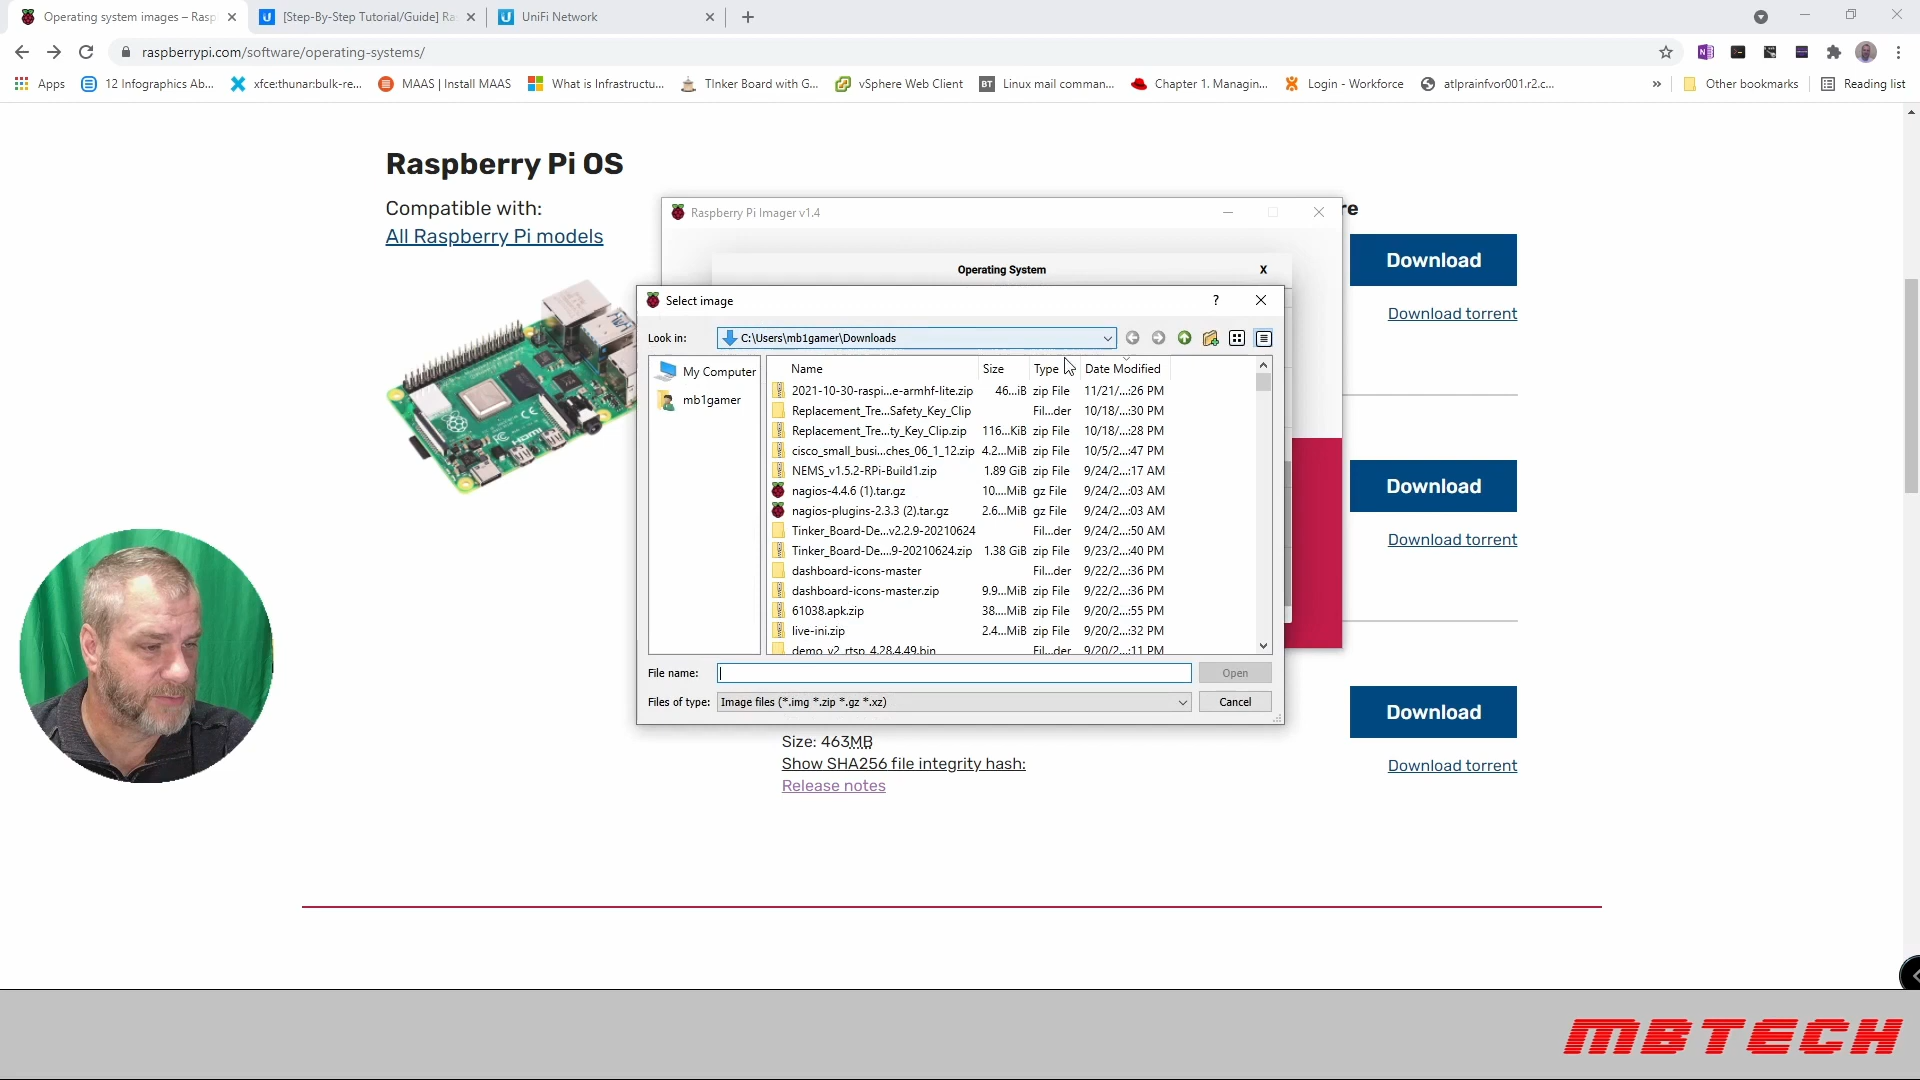 Operating system images – Rasp
[Step-By-Step Tutorial/Guide] Ra
UniFi Network
raspberrypi.com/software/operating-systems/
Apps
12 Infographics Ab...
xfce:thunar:bulk-re...
MAAS | Install MAAS
What is Infrastructu...
TInker Board with G...
vSphere Web Client
BT
Linux mail comman...
Chapter 1. Managin...
Login - Workforce
atlprainfvor001.r2.c...
»
Other bookmarks
Reading list
Raspberry Pi OS
Compatible with:
All Raspberry Pi models
Raspberry Pi Imager v1.4
re
Operating System
X
Select image
?
Look in:
C:\Users\mb1gamer\Downloads
My Computer
mb1gamer
Name Size Type Date Modified
2021-10-30-raspi...e-armhf-lite.zip 46...iB zip File 11/21/...:26 PM
Replacement_Tre...Safety_Key_Clip Fil...der 10/18/...:30 PM
Replacement_Tre...ty_Key_Clip.zip 116...KiB zip File 10/18/...:28 PM
cisco_small_busi...ches_06_1_12.zip 4.2...MiB zip File 10/5/2...:47 PM
NEMS_v1.5.2-RPi-Build1.zip 1.89 GiB zip File 9/24/2...:17 AM
nagios-4.4.6 (1).tar.gz 10....MiB gz File 9/24/2...:03 AM
nagios-plugins-2.3.3 (2).tar.gz 2.6...MiB gz File 9/24/2...:03 AM
Tinker_Board-De...v2.2.9-20210624 Fil...der 9/24/2...:50 AM
Tinker_Board-De....9-20210624.zip 1.38 GiB zip File 9/23/2...:40 PM
dashboard-icons-master Fil...der 9/22/2...:36 PM
dashboard-icons-master.zip 9.9...MiB zip File 9/22/2...:36 PM
61038.apk.zip 38....MiB zip File 9/20/2...:55 PM
live-ini.zip 2.4...MiB zip File 9/20/2...:32 PM
demo_v2_rtsp_4.28.4.49.bin Fil...der 9/20/2...:11 PM
File name:
Open
Files of type:
Image files (*.img *.zip *.gz *.xz)
Cancel
Download
Download torrent
Download
Download torrent
Download
Download torrent
Size: 463MB
Show SHA256 file integrity hash:
Release notes
MBTECH